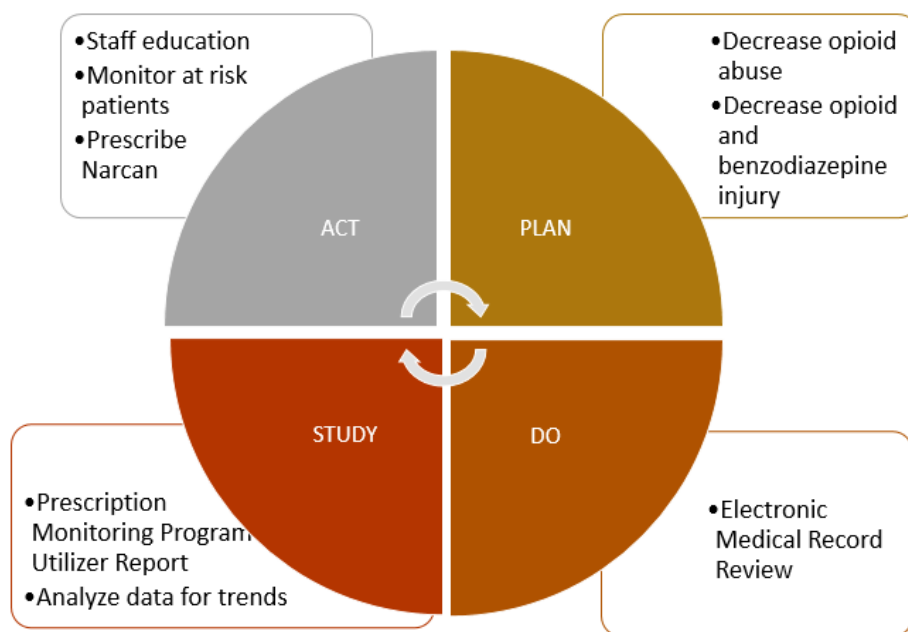 •Staff education
•Monitor at risk
patients
•Prescribe
Narcan
•Decrease opioid
abuse
•Decrease opioid
and
benzodiazepine
injury
ACT
PLAN
STUDY
DO
•Prescription
Monitoring Program
Utilizer Report
•Analyze data for trends
•Electronic
Medical Record
Review